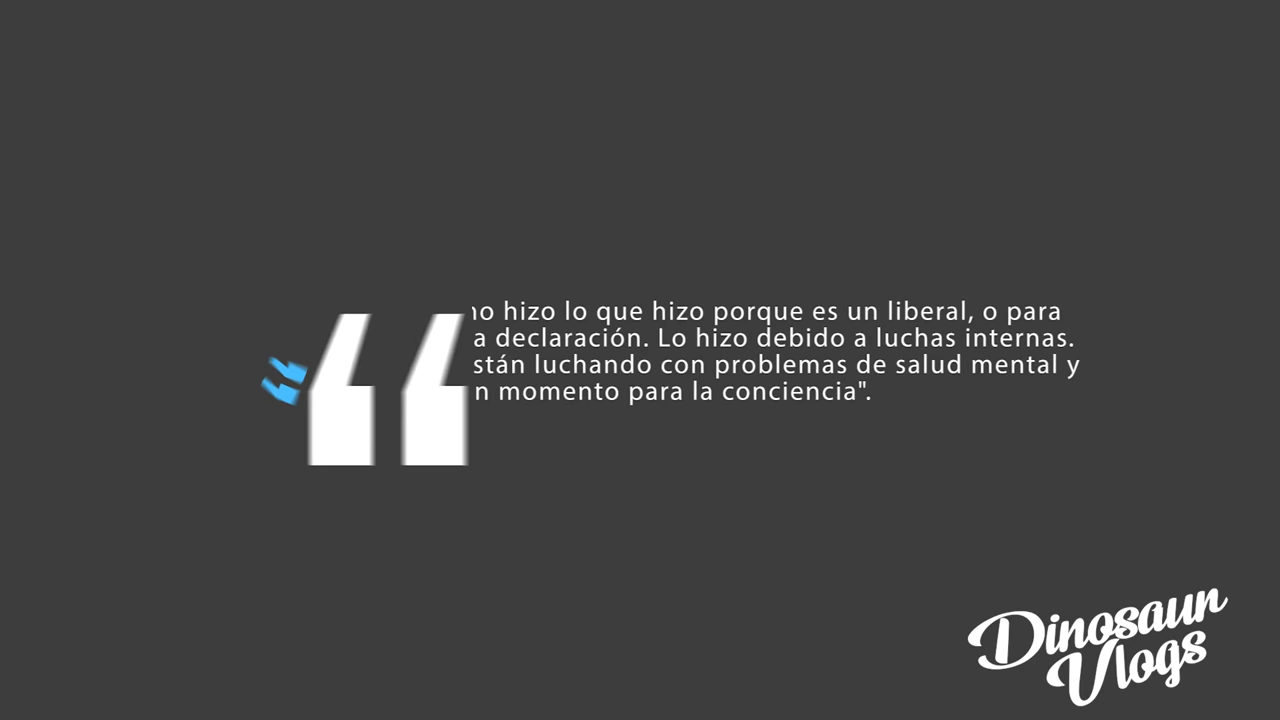 no hizo lo que hizo porque es un liberal, o para
a declaración. Lo hizo debido a luchas internas.
están luchando con problemas de salud mental y
momento para la conciencia".
Dinosaur
Vlogs